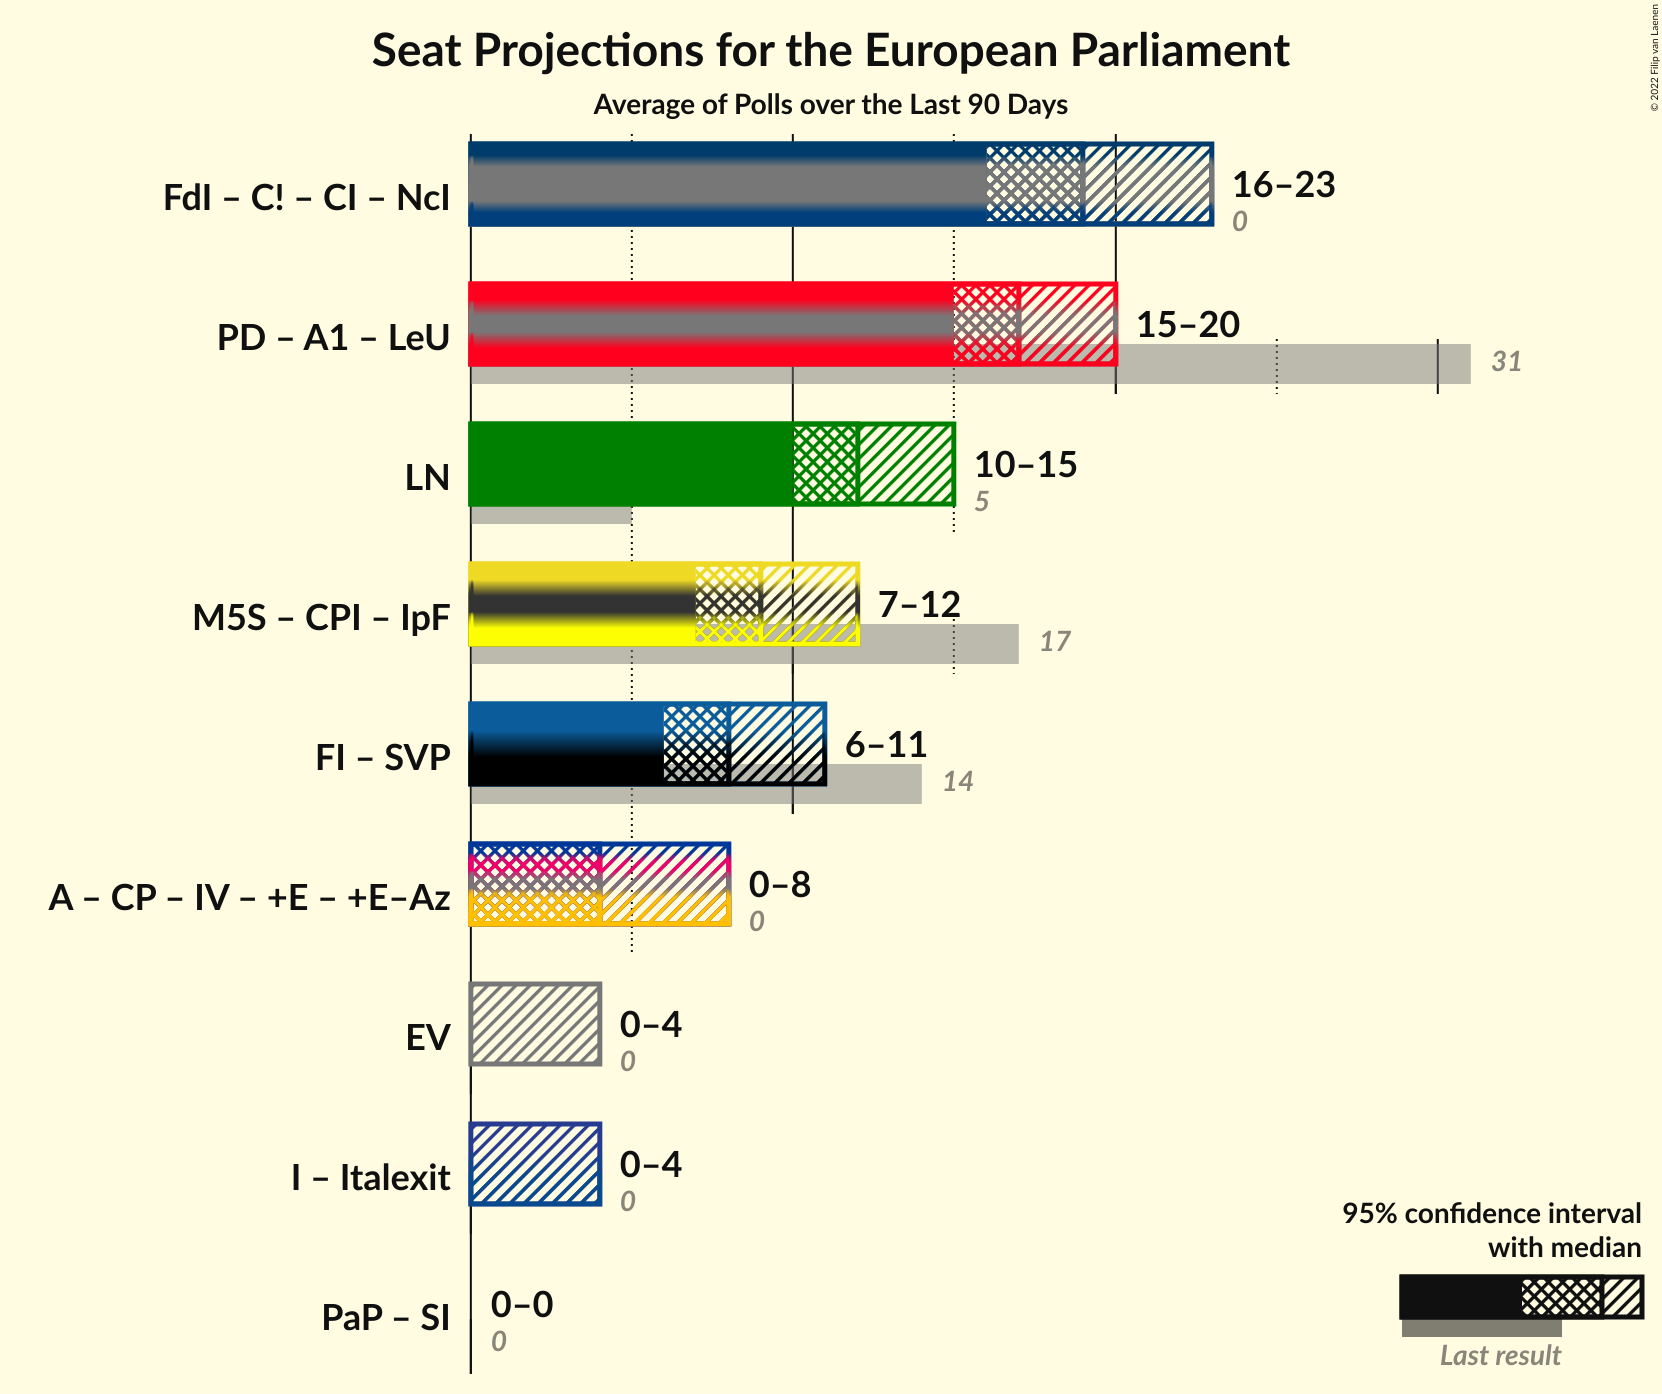 Seat Projections for the European Parliament
Average of Polls over the Last 90 Days
© 2022 Filip van Laenen
FdI – C! – CI – NcI
16–23
0
PD – A1 – LeU
15–20
31
LN
10–15
5
M5S – CPI – IpF
7–12
17
FI – SVP
6–11
14
A – CP – IV – +E – +E–Az
0–8
0
EV
0–4
0
I – Italexit
0–4
0
PaP – SI
0–0
0
95% confidence interval
with median
Last result